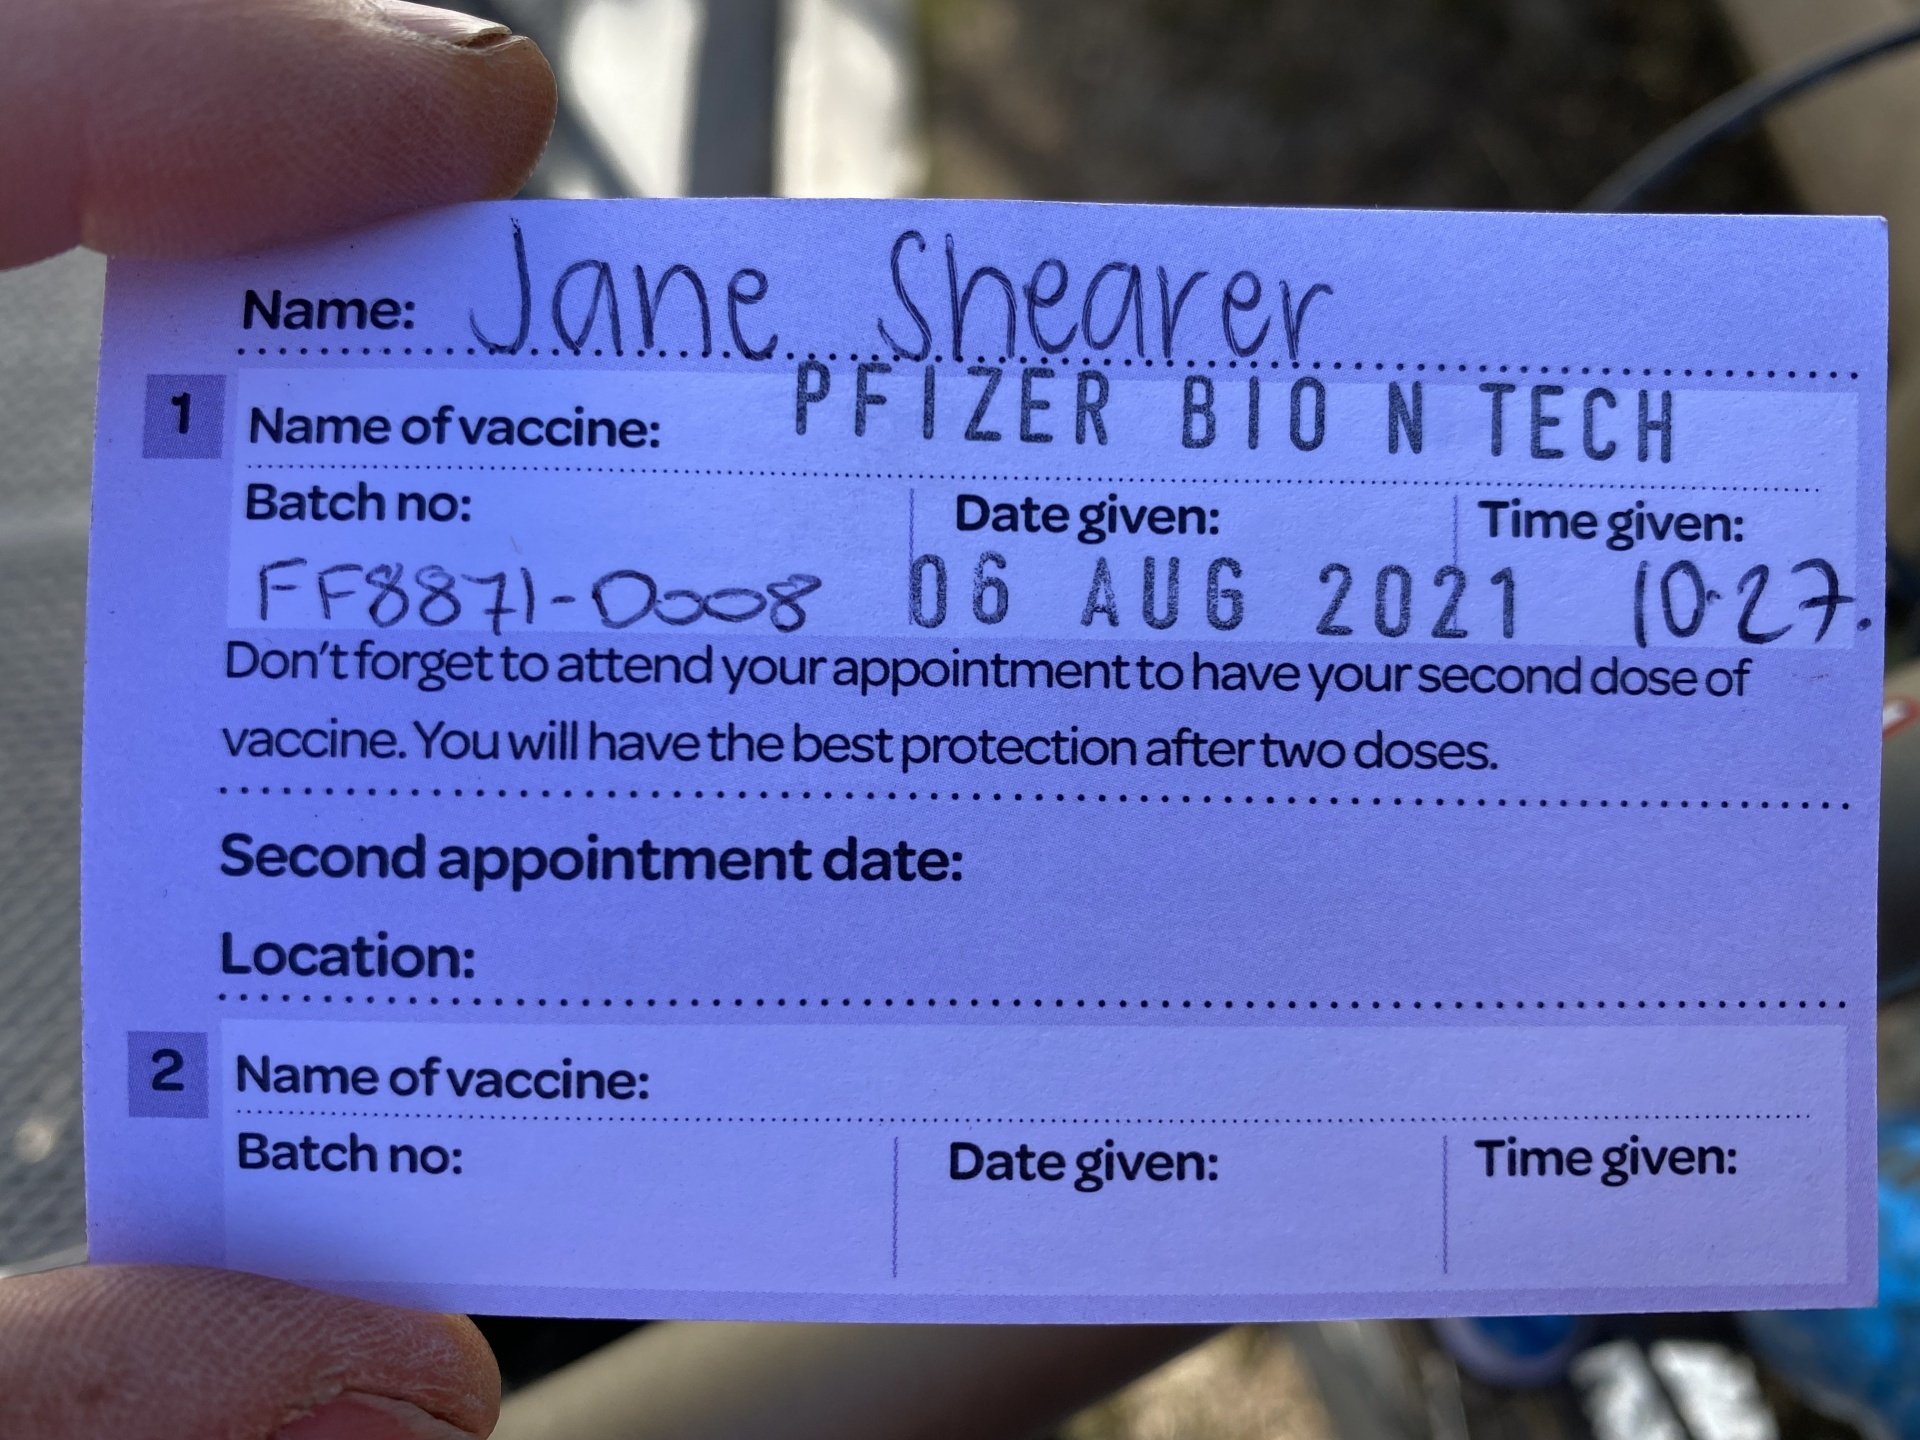 Name: Jane Shearer
1 Name of vaccine: PFIZER BIO N TECH
Batch no: Date given: Time given:
FF8871-0008 06 AUG 2021 10.27.
Don't forget to attend your appointment to have your second dose of
vaccine. You will have the best protection after two doses.
Second appointment date:
Location:
2 Name of vaccine:
Batch no: Date given: Time given: